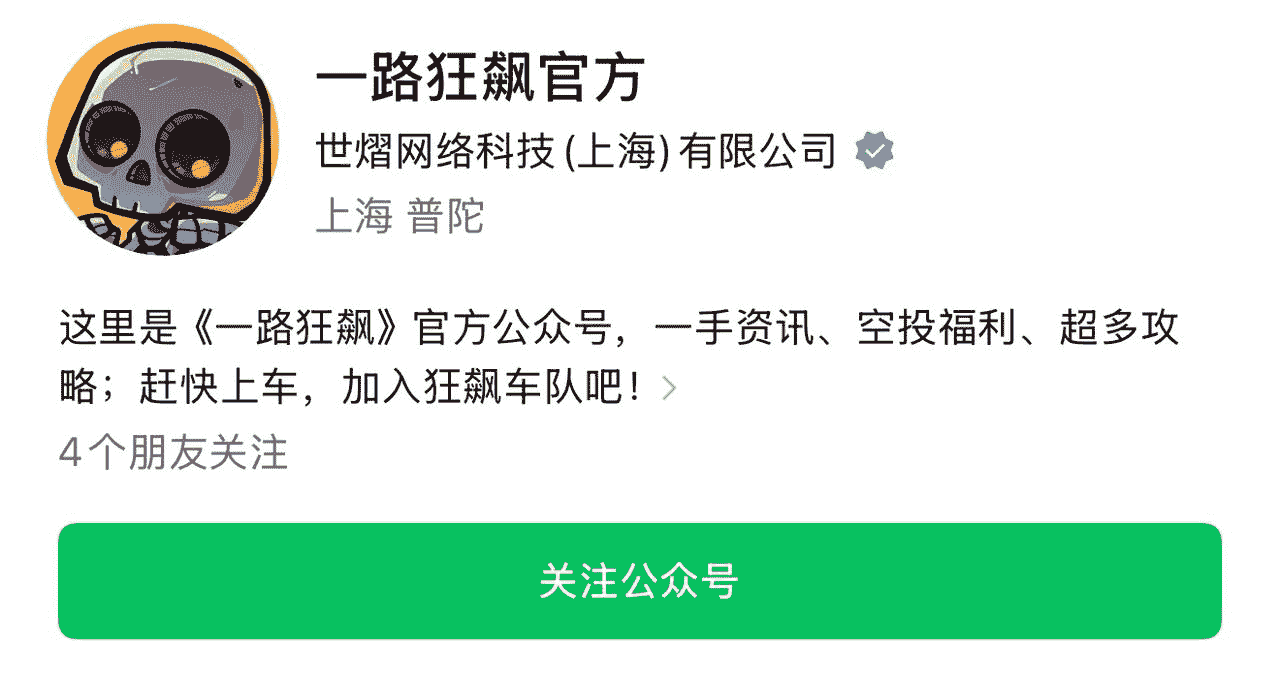 一路狂飙官方
世熠网络科技(上海)有限公司
上海 普陀
这里是《一路狂飙》官方公众号，一手资讯、空投福利、超多攻
略；赶快上车，加入狂飙车队吧！
4个朋友关注
关注公众号